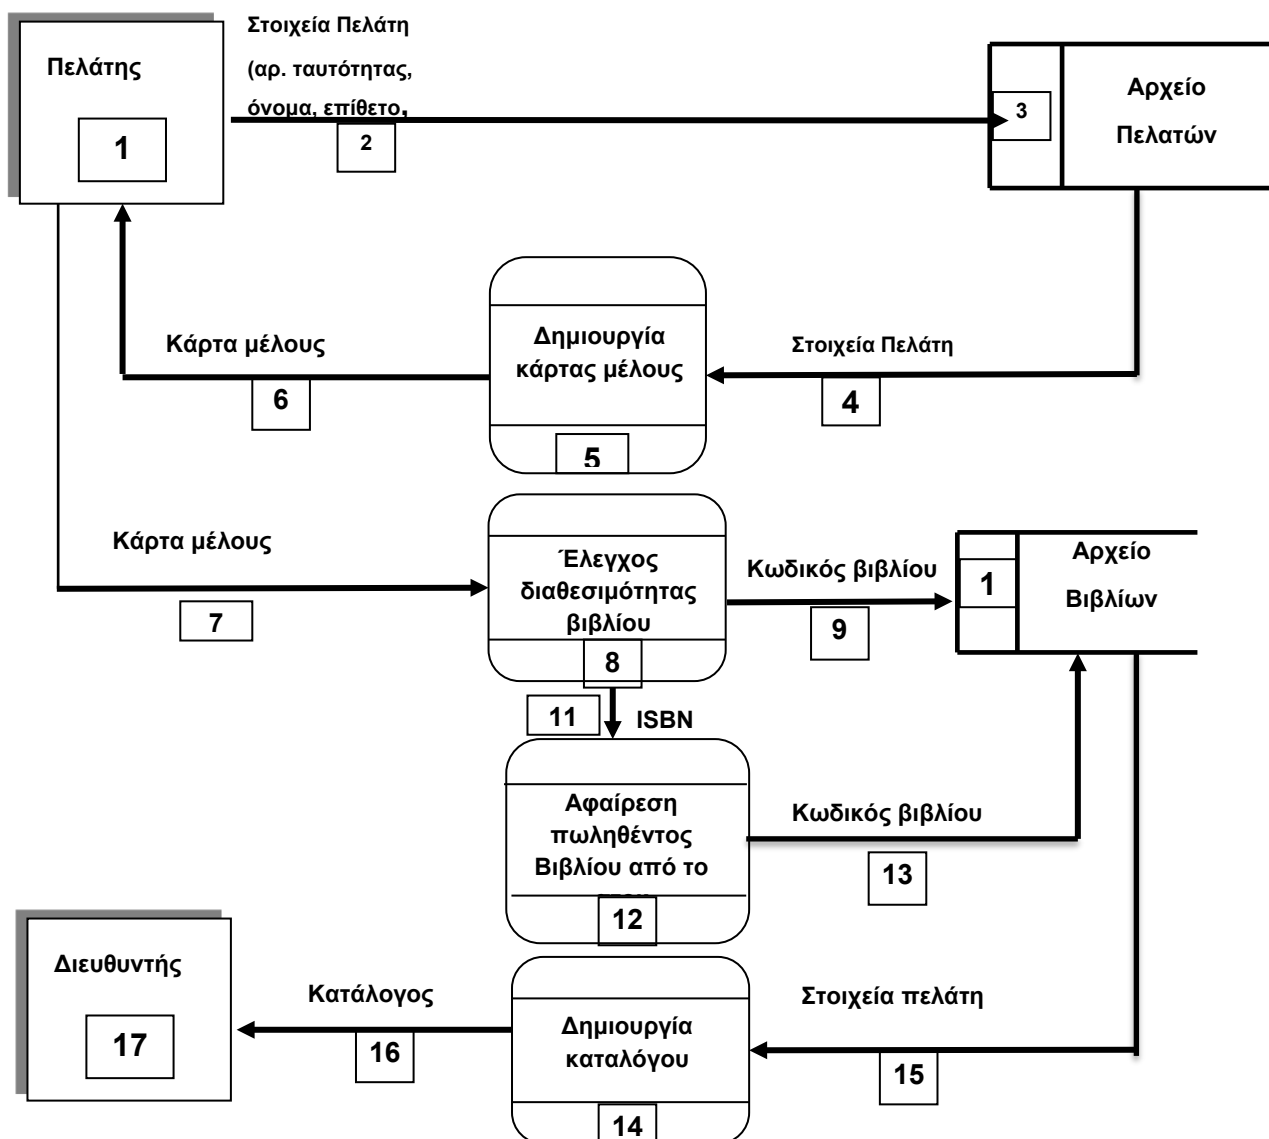 Πελάτης
1
Στοιχεία Πελάτη
(αρ. ταυτότητας,
όνομα, επίθετο,
2
3
Αρχείο
Πελατών
Κάρτα μέλους
6
Δημιουργία
κάρτας μέλους
5
Στοιχεία Πελάτη
4
Κάρτα μέλους
7
Έλεγχος
διαθεσιμότητας
βιβλίου
8
Κωδικός βιβλίου
9
1
Αρχείο
Βιβλίων
11
ISBN
Αφαίρεση
πωληθέντος
Βιβλίου από το
12
Κωδικός βιβλίου
13
Διευθυντής
17
Κατάλογος
16
Δημιουργία
καταλόγου
14
Στοιχεία πελάτη
15